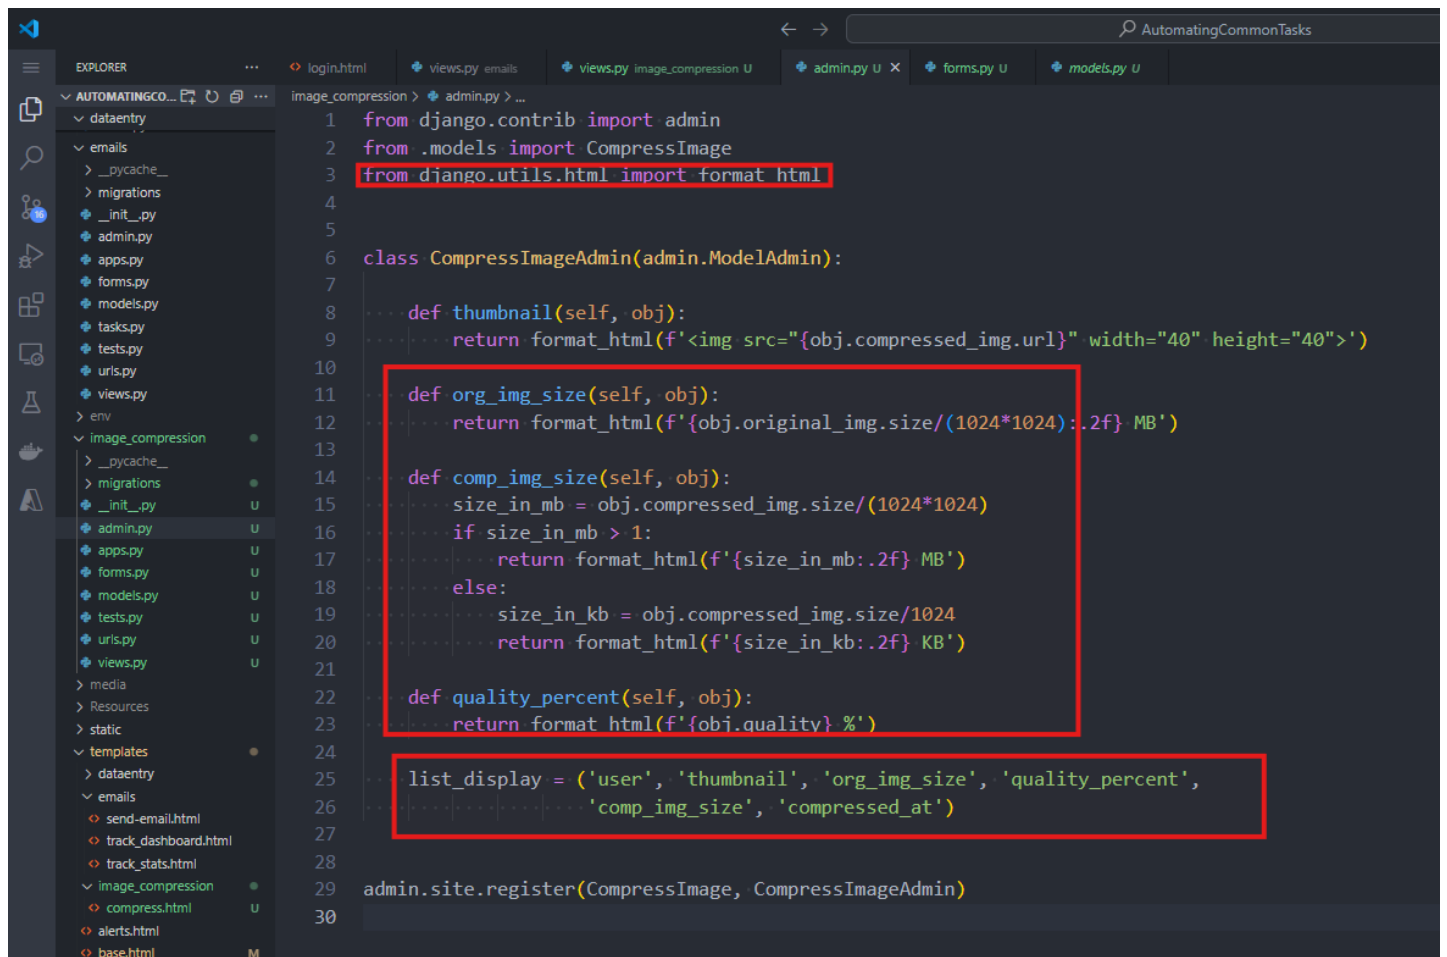 AutomatingCommonTasks
EXPLORER
login.html
views.py emails
views.py image_compression U
admin.py U
forms.py U
models.py U
AUTOMATINGCO...
image_compression > admin.py > ...
dataentry
emails
__pycache__
migrations
__init__.py
admin.py
apps.py
forms.py
models.py
tasks.py
tests.py
urls.py
views.py
env
image_compression
__pycache__
migrations
__init__.py U
admin.py U
apps.py U
forms.py U
models.py U
tests.py U
urls.py U
views.py U
media
Resources
static
templates
dataentry
emails
send-email.html
track_dashboard.html
track_stats.html
image_compression
compress.html U
alerts.html
base.html M
16
1 from django.contrib import admin
2 from .models import CompressImage
3 from django.utils.html import format_html
4
5
6 class CompressImageAdmin(admin.ModelAdmin):
7
8     def thumbnail(self, obj):
9         return format_html(f'<img src="{obj.compressed_img.url}" width="40" height="40">')
10
11     def org_img_size(self, obj):
12         return format_html(f'{obj.original_img.size/(1024*1024):.2f} MB')
13
14     def comp_img_size(self, obj):
15         size_in_mb = obj.compressed_img.size/(1024*1024)
16         if size_in_mb > 1:
17             return format_html(f'{size_in_mb:.2f} MB')
18         else:
19             size_in_kb = obj.compressed_img.size/1024
20             return format_html(f'{size_in_kb:.2f} KB')
21
22     def quality_percent(self, obj):
23         return format_html(f'{obj.quality} %')
24
25     list_display = ('user', 'thumbnail', 'org_img_size', 'quality_percent',
26                     'comp_img_size', 'compressed_at')
27
28
29 admin.site.register(CompressImage, CompressImageAdmin)
30